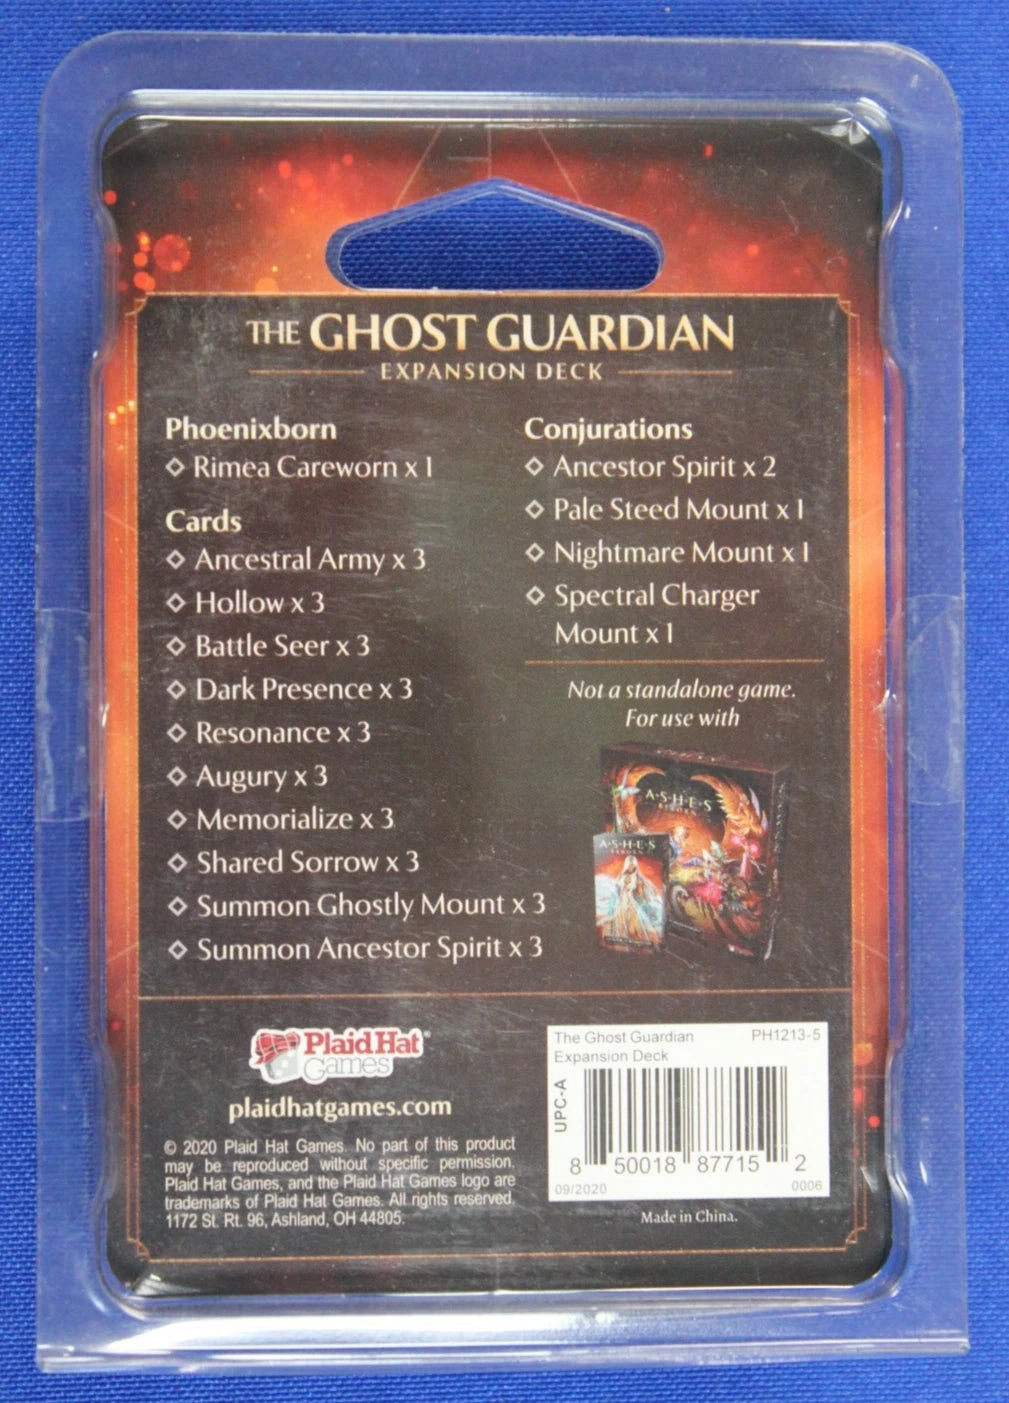 THE GHOST GUARDIAN
EXPANSION DECK
Phoenixborn
Rimea Careworn x 1
Cards
Ancestral Army x 3
Hollow x 3
Battle Seer x 3
Dark Presence x 3
Resonance x 3
Augury x 3
Memorialize x 3
Shared Sorrow x 3
Summon Ghostly Mount x 3
Summon Ancestor Spirit x 3
Conjurations
Ancestor Spirit x 2
Pale Steed Mount x 1
Nightmare Mount x 1
Spectral Charger
Mount x 1
Not a standalone game.
For use with
A·S·H·E·S
REBORN
A·S·H·E·S
REBORN
Plaid Hat
Games
plaidhatgames.com
© 2020 Plaid Hat Games. No part of this product
may be reproduced without specific permission.
Plaid Hat Games, and the Plaid Hat Games logo are
trademarks of Plaid Hat Games. All rights reserved.
1172 St. Rt. 96, Ashland, OH 44805.
The Ghost Guardian PH1213-5
Expansion Deck
UPC-A
8 50018 87715 2
09/2020 0006
Made in China.